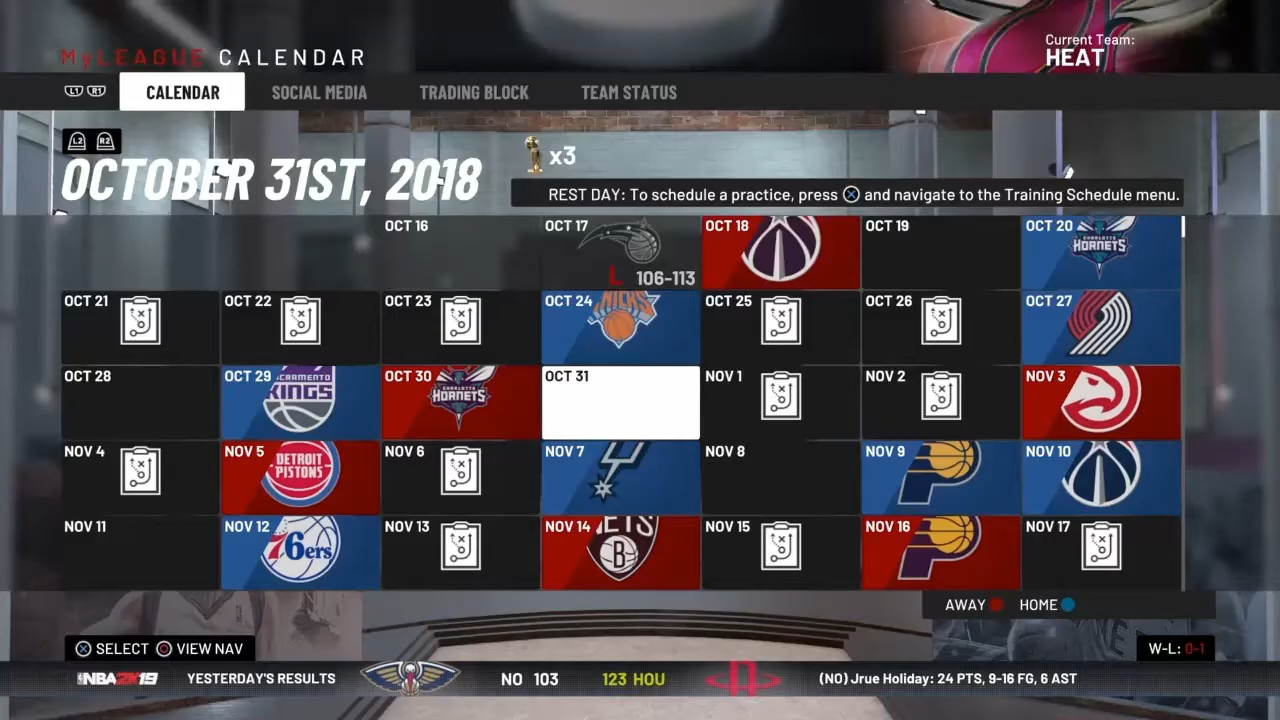 MyLEAGUE CALENDAR
Current Team:
HEAT
L1 R1 CALENDAR SOCIAL MEDIA TRADING BLOCK TEAM STATUS
L2 R2
OCTOBER 31ST, 2018
x3
REST DAY: To schedule a practice, press and navigate to the Training Schedule menu.
OCT 16 OCT 17 OCT 18 OCT 19 OCT 20
CHARLOTTE
HORNETS
L 106-113
OCT 21 OCT 22 OCT 23 OCT 24 OCT 25 OCT 26 OCT 27
NICKS
OCT 28 OCT 29 OCT 30 OCT 31 NOV 1 NOV 2 NOV 3
CRAMENTO
KINGS
CHARLOTTE
HORNETS
NOV 4 NOV 5 NOV 6 NOV 7 NOV 8 NOV 9 NOV 10
DETROIT
PISTONS
NOV 11 NOV 12 NOV 13 NOV 14 NOV 15 NOV 16 NOV 17
76ers
ETS
B
AWAY HOME
SELECT VIEW NAV
W-L: 0-1
NBA 2K19 YESTERDAY'S RESULTS NO 103 123 HOU (NO) Jrue Holiday: 24 PTS, 9-16 FG, 6 AST